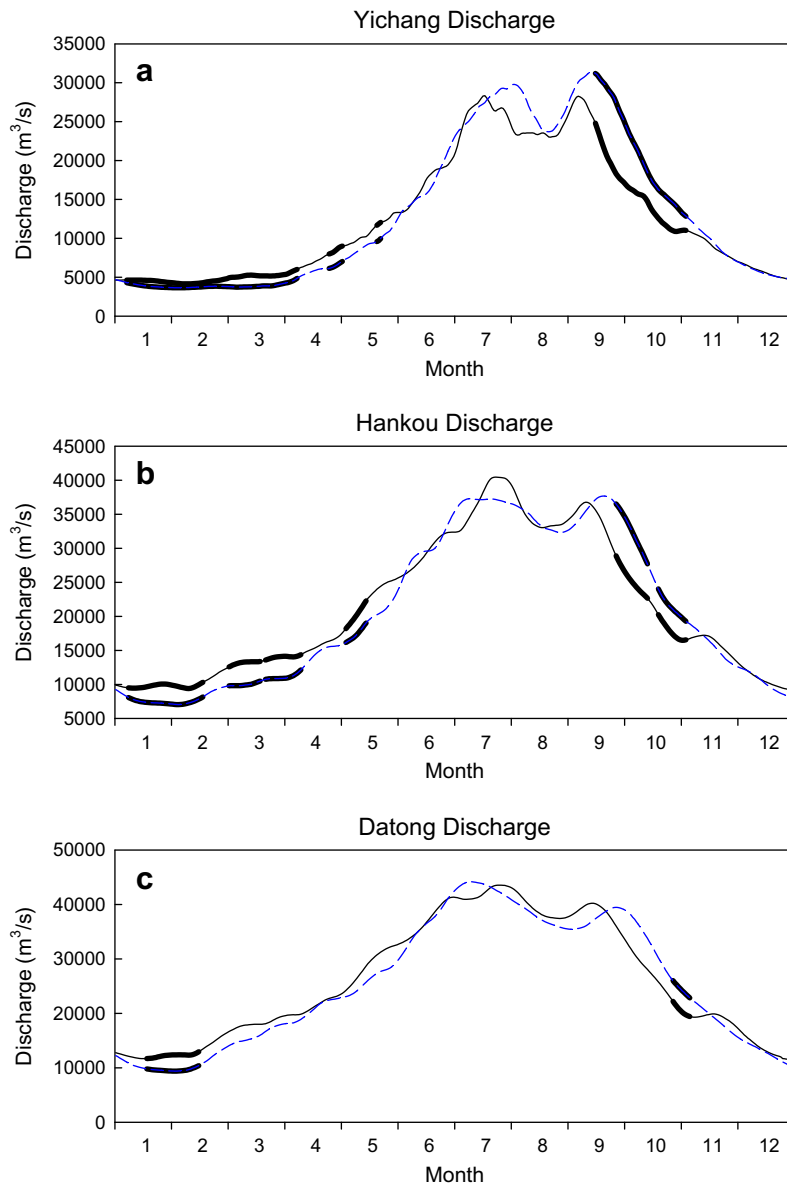 Yichang Discharge
a
35000
30000
25000
20000
15000
10000
5000
0
Discharge (m³/s)
1 2 3 4 5 6 7 8 9 10 11 12
Month
Hankou Discharge
b
45000
40000
35000
30000
25000
20000
15000
10000
5000
Discharge (m³/s)
1 2 3 4 5 6 7 8 9 10 11 12
Month
Datong Discharge
c
50000
40000
30000
20000
10000
0
Discharge (m³/s)
1 2 3 4 5 6 7 8 9 10 11 12
Month